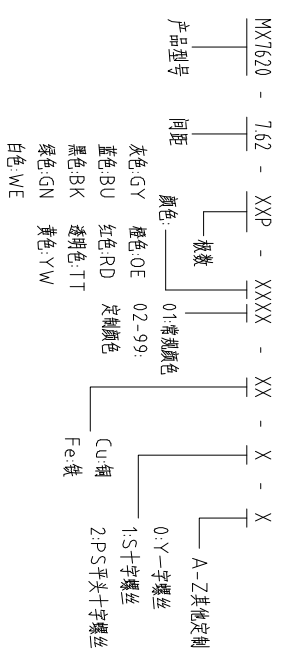 MX7620 - 7.62 - XXP - XXXX - XX - X - X
产品型号
间距
极数
颜色:
灰色:GY 橙色:OE
蓝色:BU 红色:RD
黑色:BK 透明色:TT
绿色:GN 黄色:YW
白色:WE
01:常规颜色
02-99:
定制颜色
Cu:铜
Fe:铁
0:Y一字螺丝
1:S十字螺丝
2:PS平头十字螺丝
A-Z其他定制